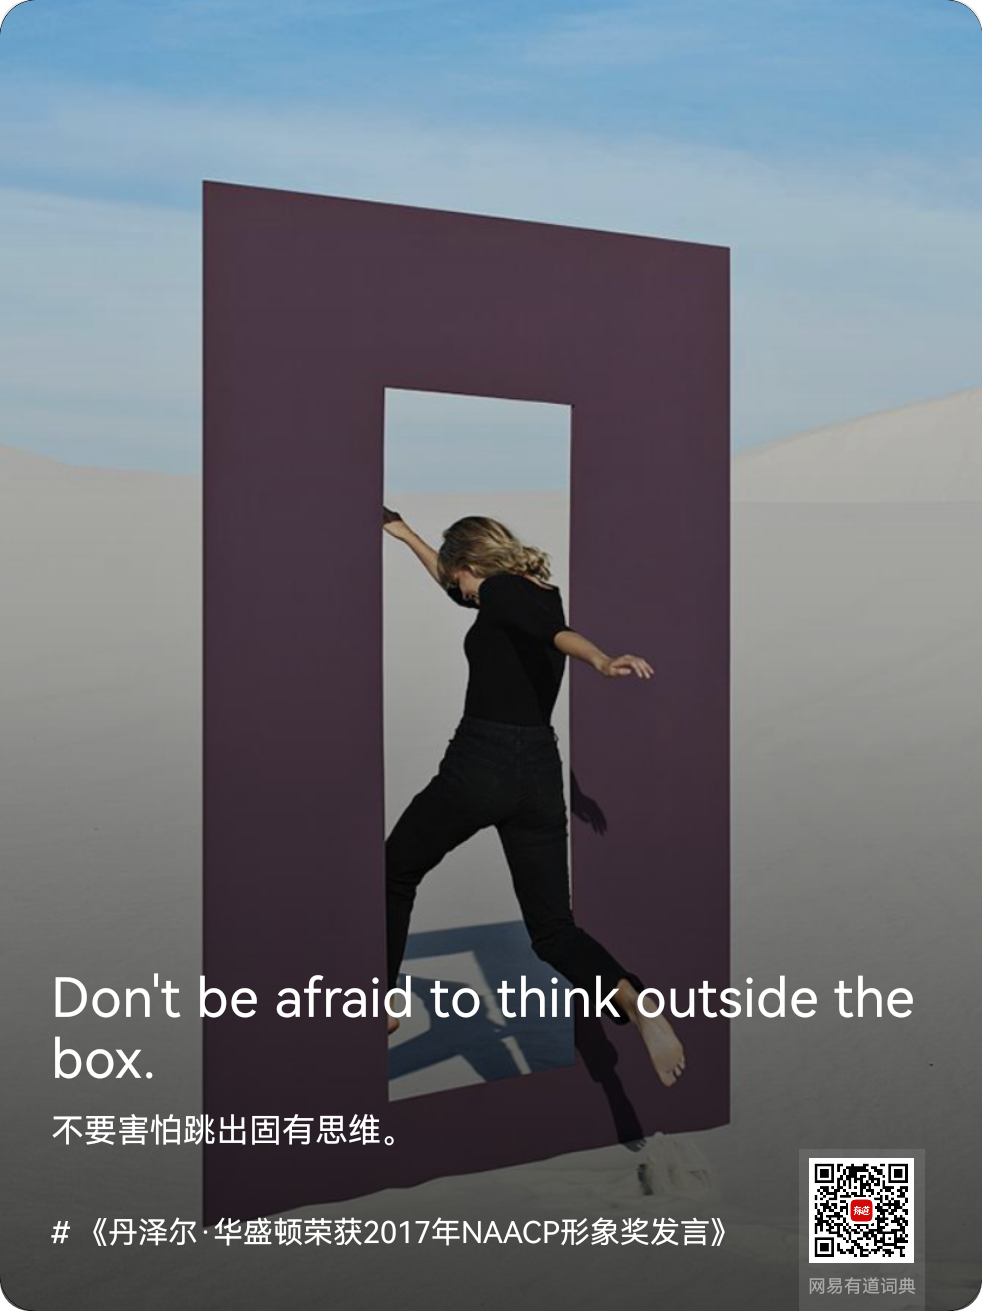 Don't be afraid to think outside the
box.
不要害怕跳出固有思维。
# 《丹泽尔·华盛顿荣获2017年NAACP形象奖发言》
有道
网易有道词典